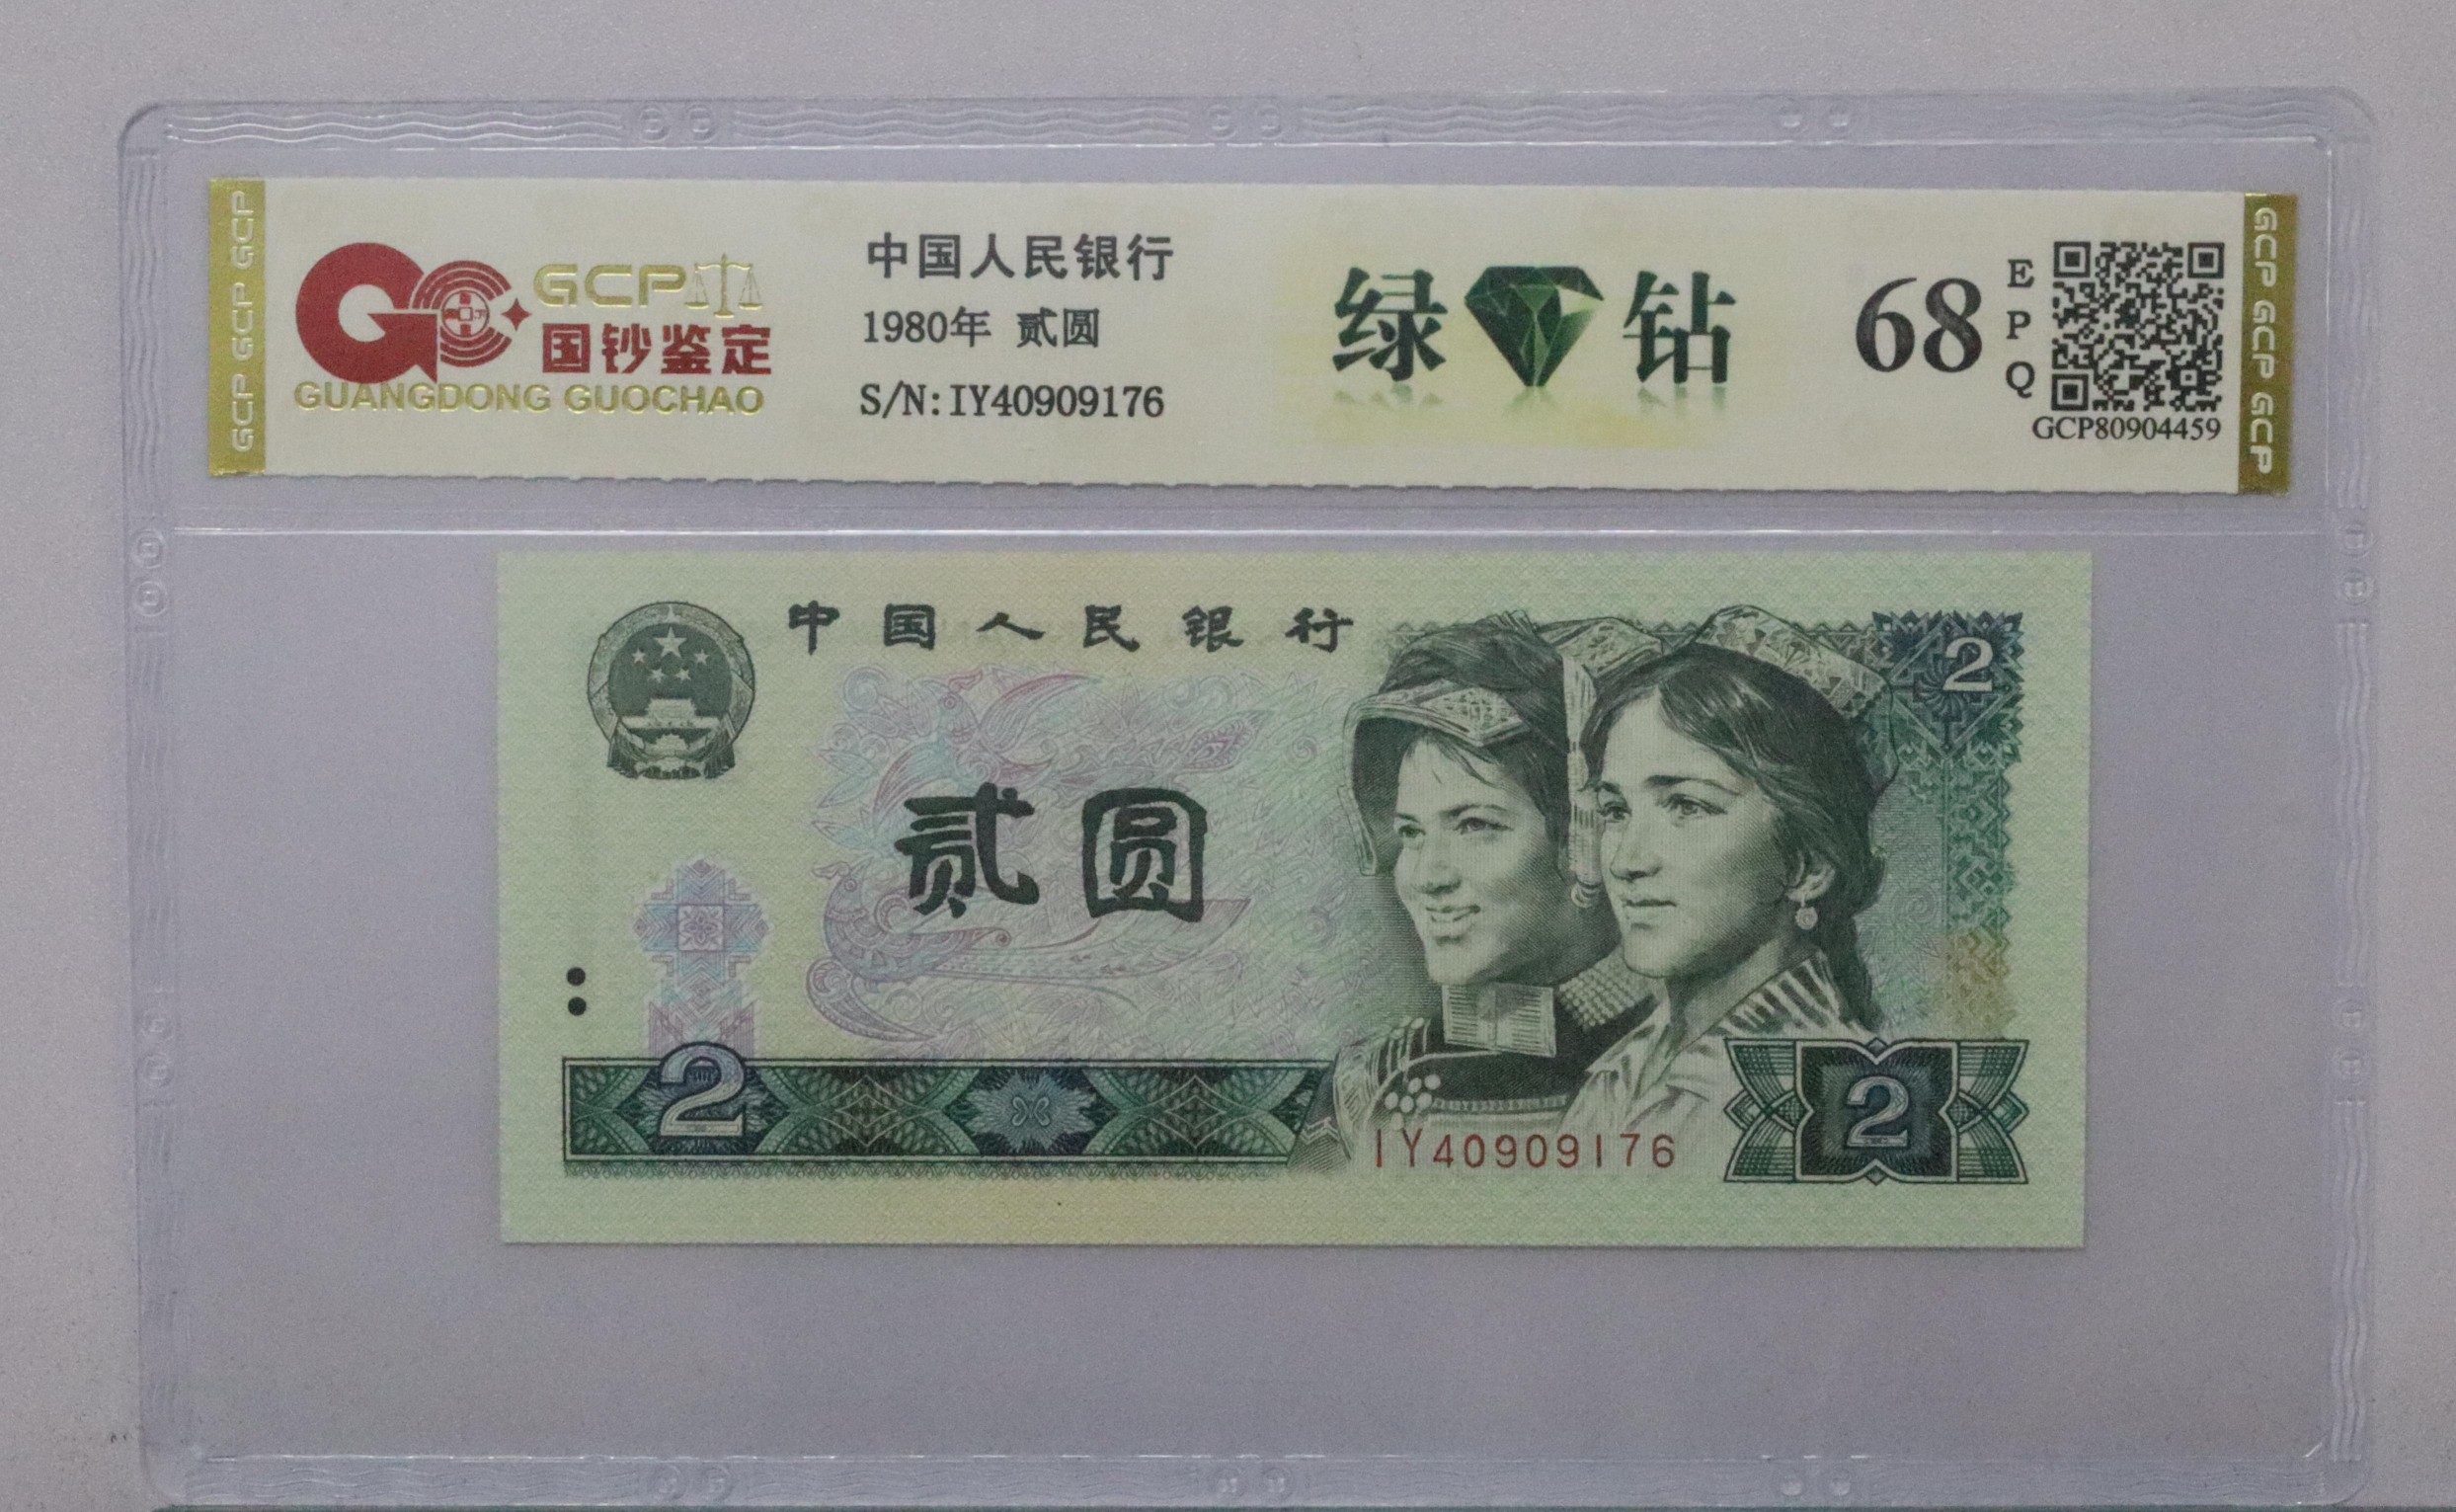 GCP GCP GCP
GCP
国钞鉴定
GUANGDONG GUOCHAO
中国人民银行
1980年 贰圆
S/N:IY40909176
绿钻
68
EPQ
GCP80904459
GCP GCP GCP
中国人民银行
2
贰圆
2
IY40909176
2